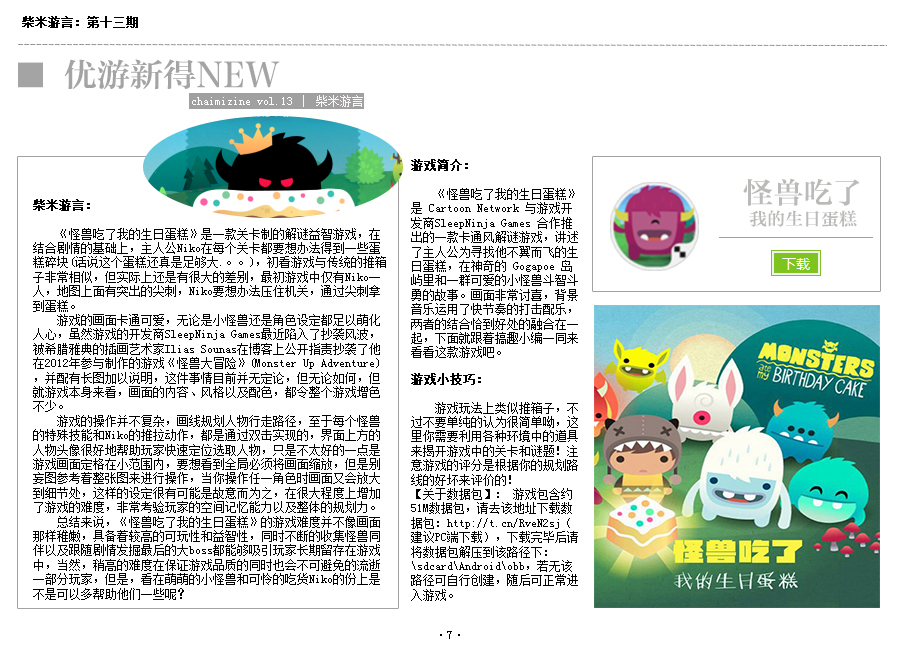 柴米游言：第十三期
优游新得NEW
chaimizine vol.13 | 柴米游言
柴米游言：
《怪兽吃了我的生日蛋糕》是一款关卡制的解谜益智游戏，在
结合剧情的基础上，主人公Niko在每个关卡都要想办法得到一些蛋
糕碎块（话说这个蛋糕还真是足够大.。。），初看游戏与传统的推箱
子非常相似，但实际上还是有很大的差别，最初游戏中仅有Niko一
人，地图上面有突出的尖刺，Niko要想办法压住机关，通过尖刺拿
到蛋糕。
游戏的画面卡通可爱，无论是小怪兽还是角色设定都足以萌化
人心，虽然游戏的开发商SleepNinja Games最近陷入了抄袭风波，
被希腊雅典的插画艺术家Ilias Sounas在博客上公开指责抄袭了他
在2012年参与制作的游戏《怪兽大冒险》(Monster Up Adventure)
，并配有长图加以说明，这件事情目前并无定论，但无论如何，但
就游戏本身来看，画面的内容、风格以及配色，都令整个游戏增色
不少。
游戏的操作并不复杂，画线规划人物行走路径，至于每个怪兽
的特殊技能和Niko的推拉动作，都是通过双击实现的，界面上方的
人物头像很好地帮助玩家快速定位选取人物，只是不太好的一点是
游戏画面定格在小范围内，要想看到全局必须将画面缩放，但是别
妄图参考着整张图来进行操作，当你操作任一角色时画面又会放大
到细节处，这样的设定很有可能是故意而为之，在很大程度上增加
了游戏的难度，非常考验玩家的空间记忆能力以及整体的规划力。
总结来说，《怪兽吃了我的生日蛋糕》的游戏难度并不像画面
那样稚嫩，具备着较高的可玩性和益智性，同时不断的收集怪兽同
伴以及跟随剧情发掘最后的大boss都能够吸引玩家长期留存在游戏
中，当然，稍高的难度在保证游戏品质的同时也会不可避免的流逝
一部分玩家，但是，看在萌萌的小怪兽和可怜的吃货Niko的份上是
不是可以多帮助他们一些呢？
游戏简介：
《怪兽吃了我的生日蛋糕》
是 Cartoon Network 与游戏开
发商SleepNinja Games 合作推
出的一款卡通风解谜游戏，讲述
了主人公为寻找他不翼而飞的生
日蛋糕，在神奇的 Gogapoe 岛
屿里和一群可爱的小怪兽斗智斗
勇的故事。画面非常讨喜，背景
音乐运用了快节奏的打击配乐，
两者的结合恰到好处的融合在一
起，下面就跟着搞趣小编一同来
看看这款游戏吧。
游戏小技巧：
游戏玩法上类似推箱子，不
过不要单纯的认为很简单呦，这
里你需要利用各种环境中的道具
来揭开游戏中的关卡和谜题！注
意游戏的评分是根据你的规划路
线的好坏来评价的！
【关于数据包】： 游戏包含约
51M数据包，请去该地址下载数
据包：http://t.cn/RveN2sj（
建议PC端下载），下载完毕后请
将数据包解压到该路径下：
\sdcard\Android\obb，若无该
路径可自行创建，随后可正常进
入游戏。
怪兽吃了
我的生日蛋糕
下载
MONSTERS
ate my BIRTHDAY CAKE
怪兽吃了
我的生日蛋糕
·7·